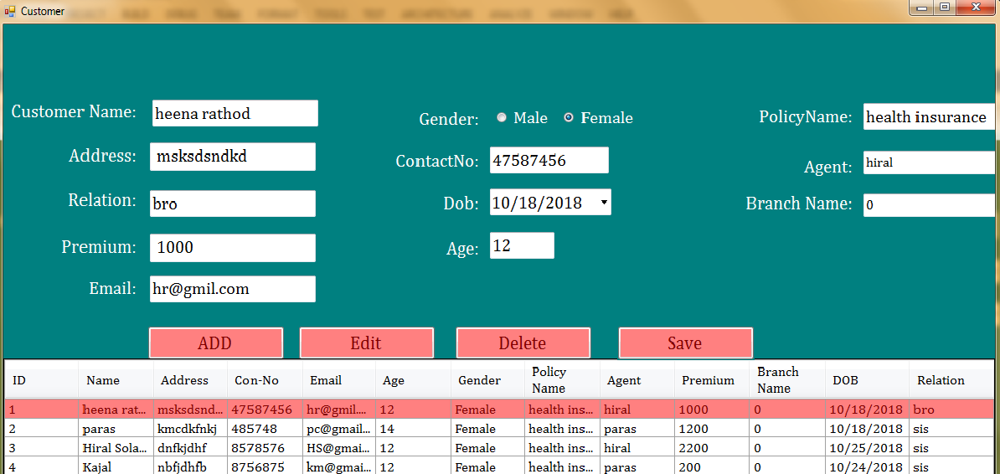 Customer
Customer Name: heena rathod
Gender: Male Female
PolicyName: health insurance
Address: msksdsndkd
ContactNo: 47587456
Agent: hiral
Relation: bro
Dob: 10/18/2018
Branch Name: 0
Premium: 1000
Age: 12
Email: hr@gmil.com
ADD Edit Delete Save
ID Name Address Con-No Email Age Gender Policy Name Agent Premium Branch Name DOB Relation
1 heena rat... msksdsnd... 47587456 hr@gmil.... 12 Female health ins... hiral 1000 0 10/18/2018 bro
2 paras kmcdkfnkj 485748 pc@gmail... 14 Female health ins... paras 1200 0 10/18/2018 sis
3 Hiral Sola... dnfkjdhf 8578576 HS@gmai... 12 Female health ins... hiral 2200 0 10/25/2018 sis
4 Kajal nbfjdhfb 8756875 km@gmai... 12 Female health ins... paras 200 0 10/24/2018 sis